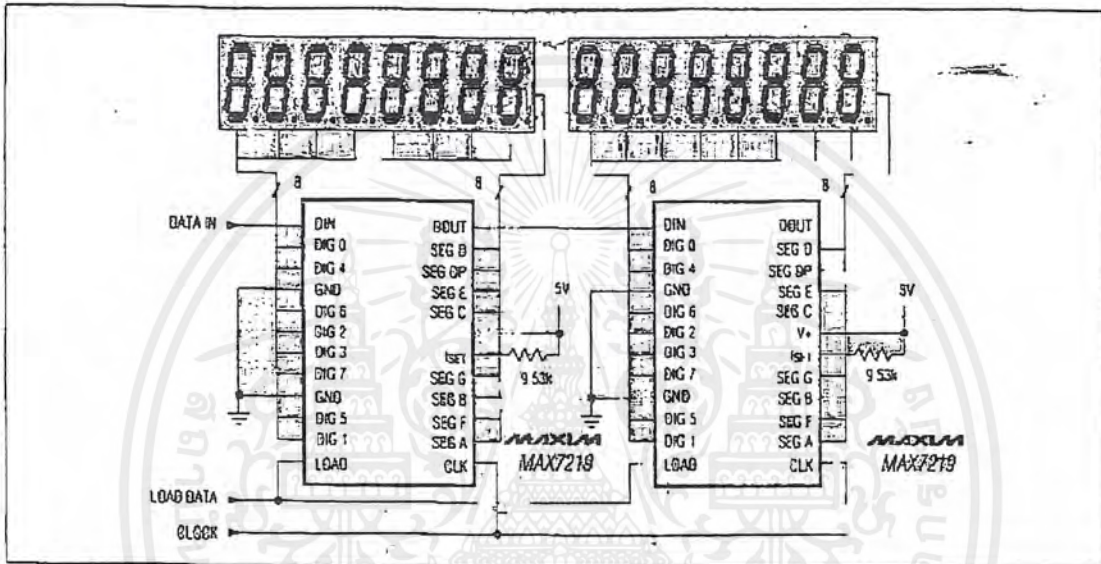 8 8 8 8
DATA IN
DIN
DIG 0
DIG 4
GND
DIG 6
DIG 2
DIG 3
DIG 7
GND
DIG 5
DIG 1
LOAD
DOUT
SEG D
SEG DP
SEG E
SEG C
ISET
SEG G
SEG B
SEG F
SEG A
CLK
5V
9.53k
MAXIM
MAX7219
DIN
DIG 0
DIG 4
GND
DIG 6
DIG 2
DIG 3
DIG 7
GND
DIG 5
DIG 1
LOAD
DOUT
SEG D
SEG DP
SEG E
SEG C
V+
ISET
SEG G
SEG B
SEG F
SEG A
CLK
5V
9.53k
MAXIM
MAX7219
LOAD DATA
CLOCK